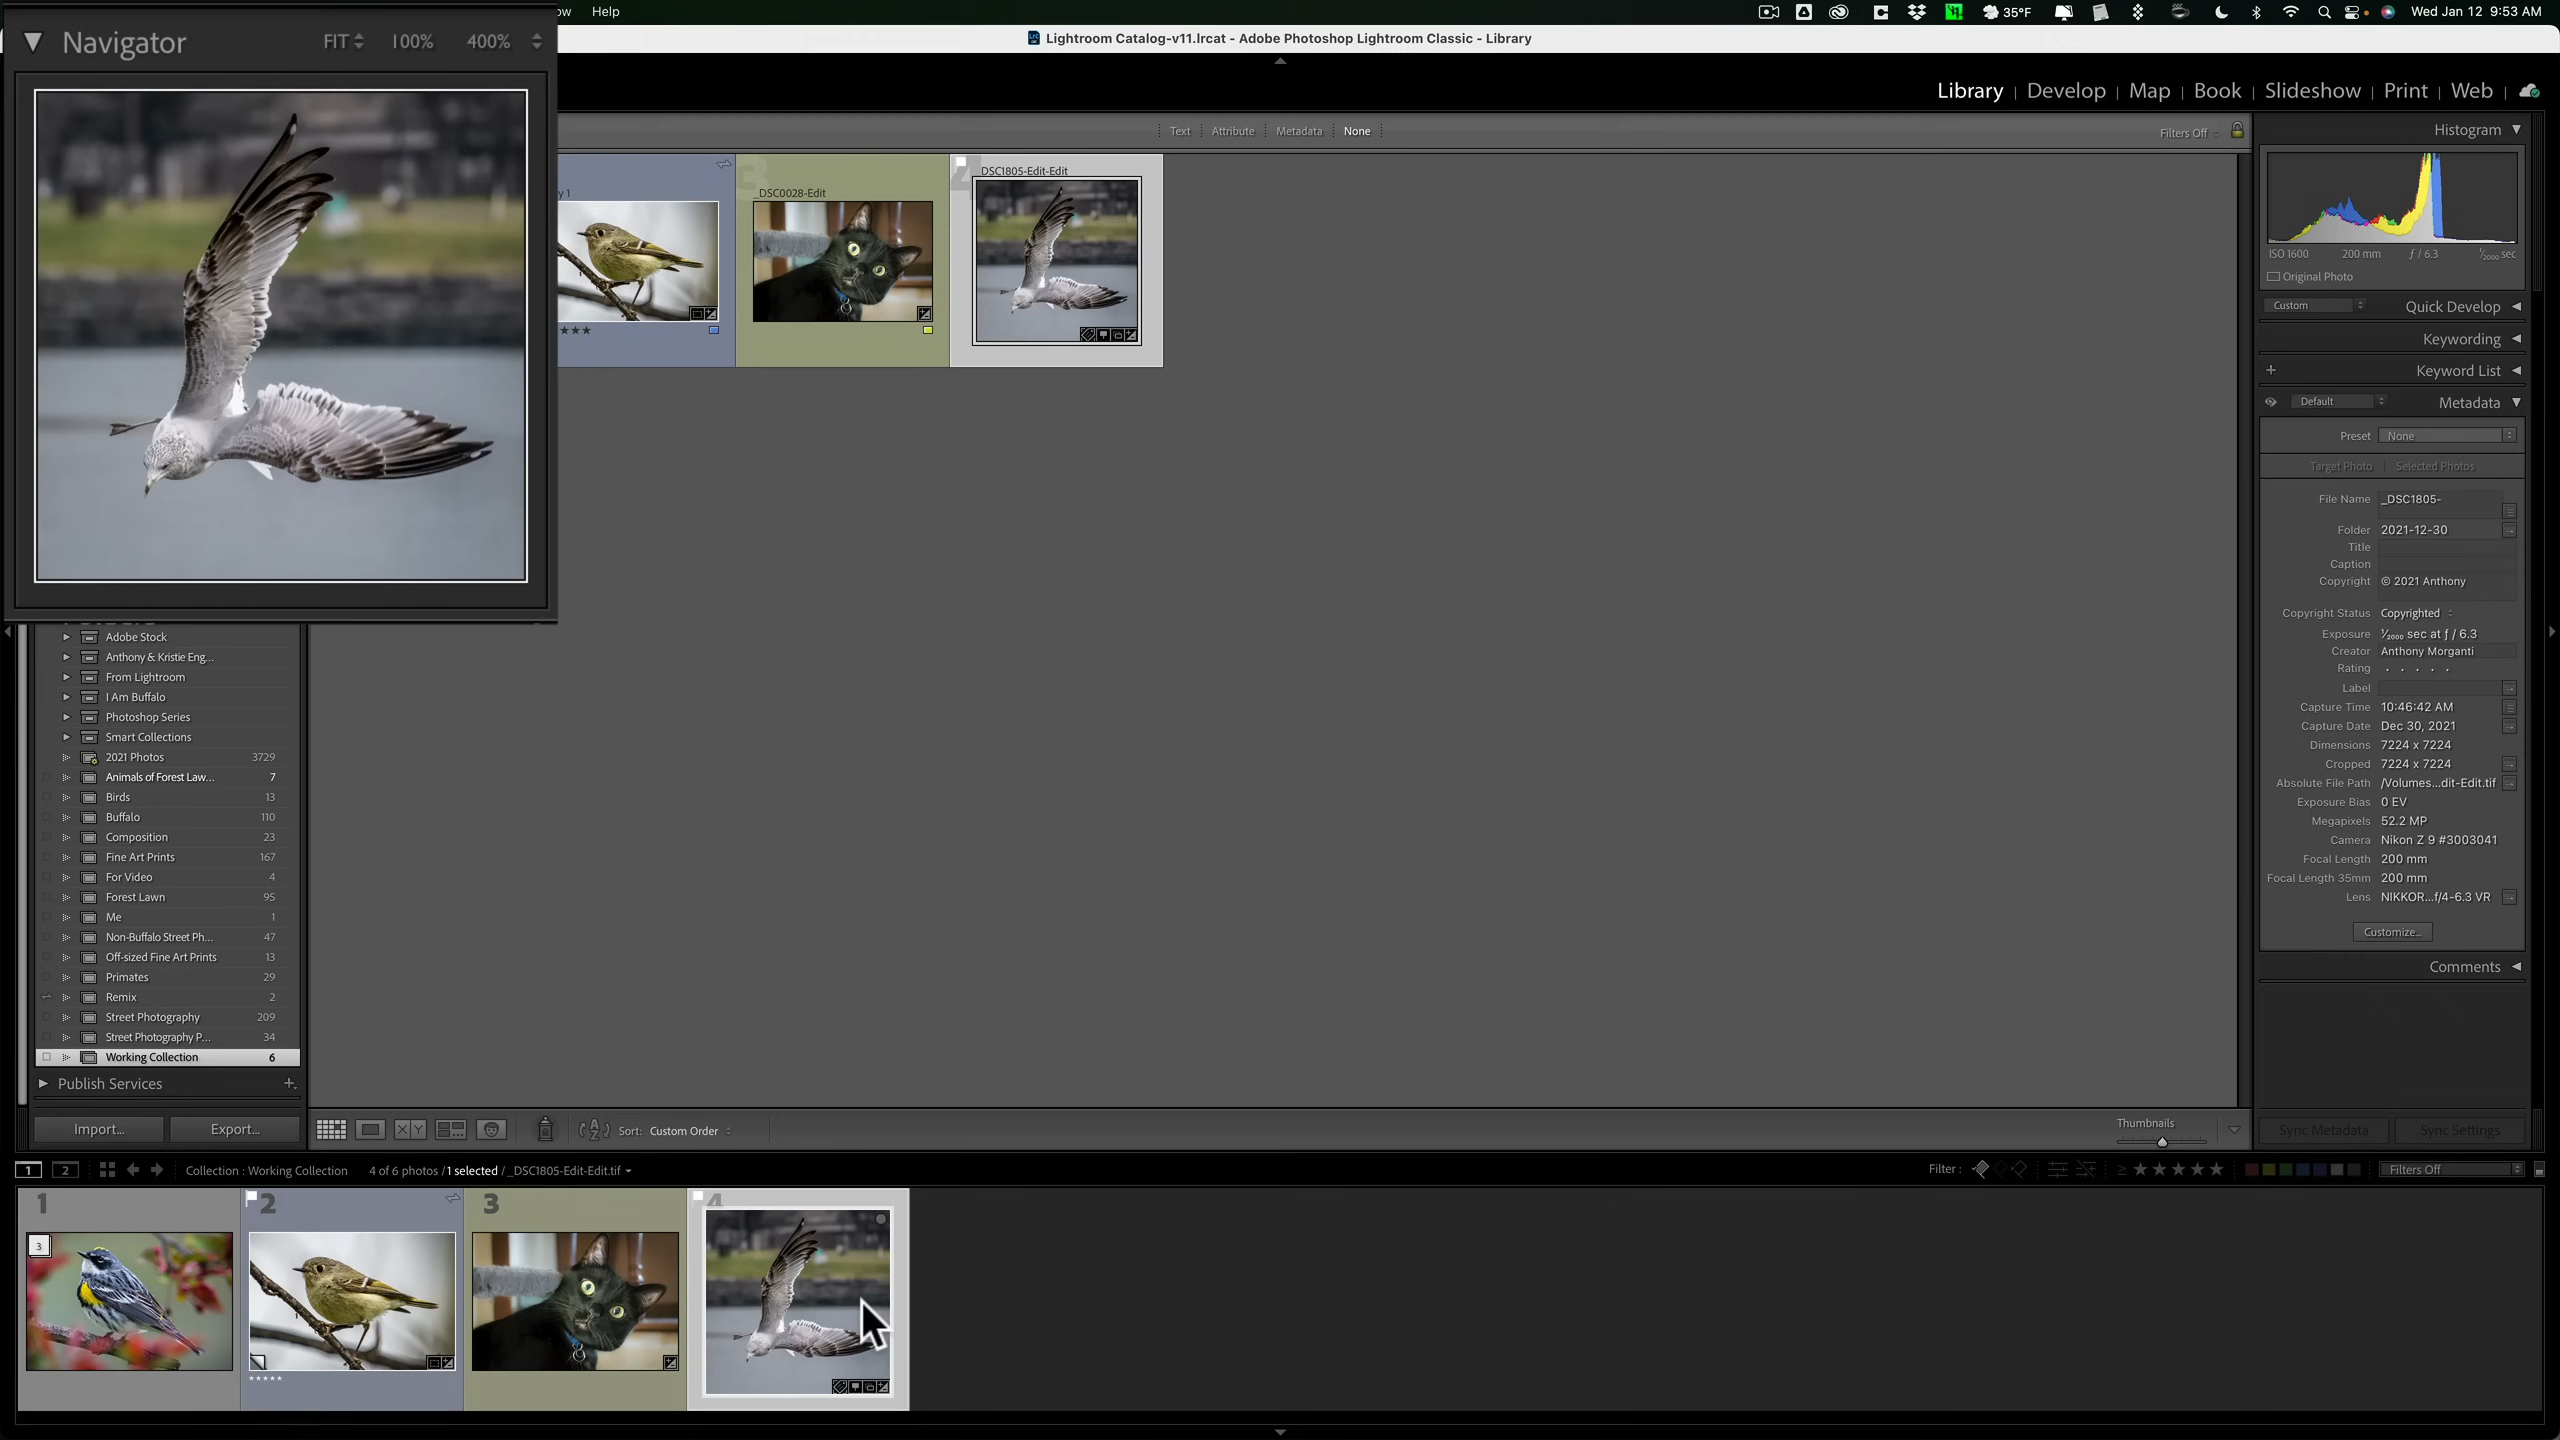 ow Help
35°F Wed Jan 12 9:53 AM
Lightroom Catalog-v11.lrcat - Adobe Photoshop Lightroom Classic - Library
Navigator FIT 100% 400%
Library | Develop | Map | Book | Slideshow | Print | Web
Text Attribute Metadata None Filters Off
y 1
3 _DSC0028-Edit
4 _DSC1805-Edit-Edit
★★★
Histogram
ISO 1600 200 mm ƒ / 6.3 1/2000 sec
Original Photo
Custom Quick Develop
Keywording
Keyword List
Default Metadata
Preset None
Target Photo Selected Photos
File Name _DSC1805-
Folder 2021-12-30
Title
Caption
Copyright © 2021 Anthony
Copyright Status Copyrighted
Exposure 1/2000 sec at ƒ / 6.3
Creator Anthony Morganti
Rating . . . . .
Label
Capture Time 10:46:42 AM
Capture Date Dec 30, 2021
Dimensions 7224 x 7224
Cropped 7224 x 7224
Absolute File Path /Volumes...dit-Edit.tif
Exposure Bias 0 EV
Megapixels 52.2 MP
Camera Nikon Z 9 #3003041
Focal Length 200 mm
Focal Length 35mm 200 mm
Lens NIKKOR...f/4-6.3 VR
Customize...
Comments
Sync Metadata Sync Settings
Adobe Stock
Anthony & Kristie Eng...
From Lightroom
I Am Buffalo
Photoshop Series
Smart Collections
2021 Photos 3729
Animals of Forest Law... 7
Birds 13
Buffalo 110
Composition 23
Fine Art Prints 167
For Video 4
Forest Lawn 95
Me 1
Non-Buffalo Street Ph... 47
Off-sized Fine Art Prints 13
Primates 29
Remix 2
Street Photography 209
Street Photography P... 34
Working Collection 6
Publish Services
Import... Export...
X Y Sort: Custom Order Thumbnails
1 2 Collection : Working Collection 4 of 6 photos / 1 selected / _DSC1805-Edit-Edit.tif Filter : ≥ ★★★★★ Filters Off
1 2 3 4
3
★★★★★